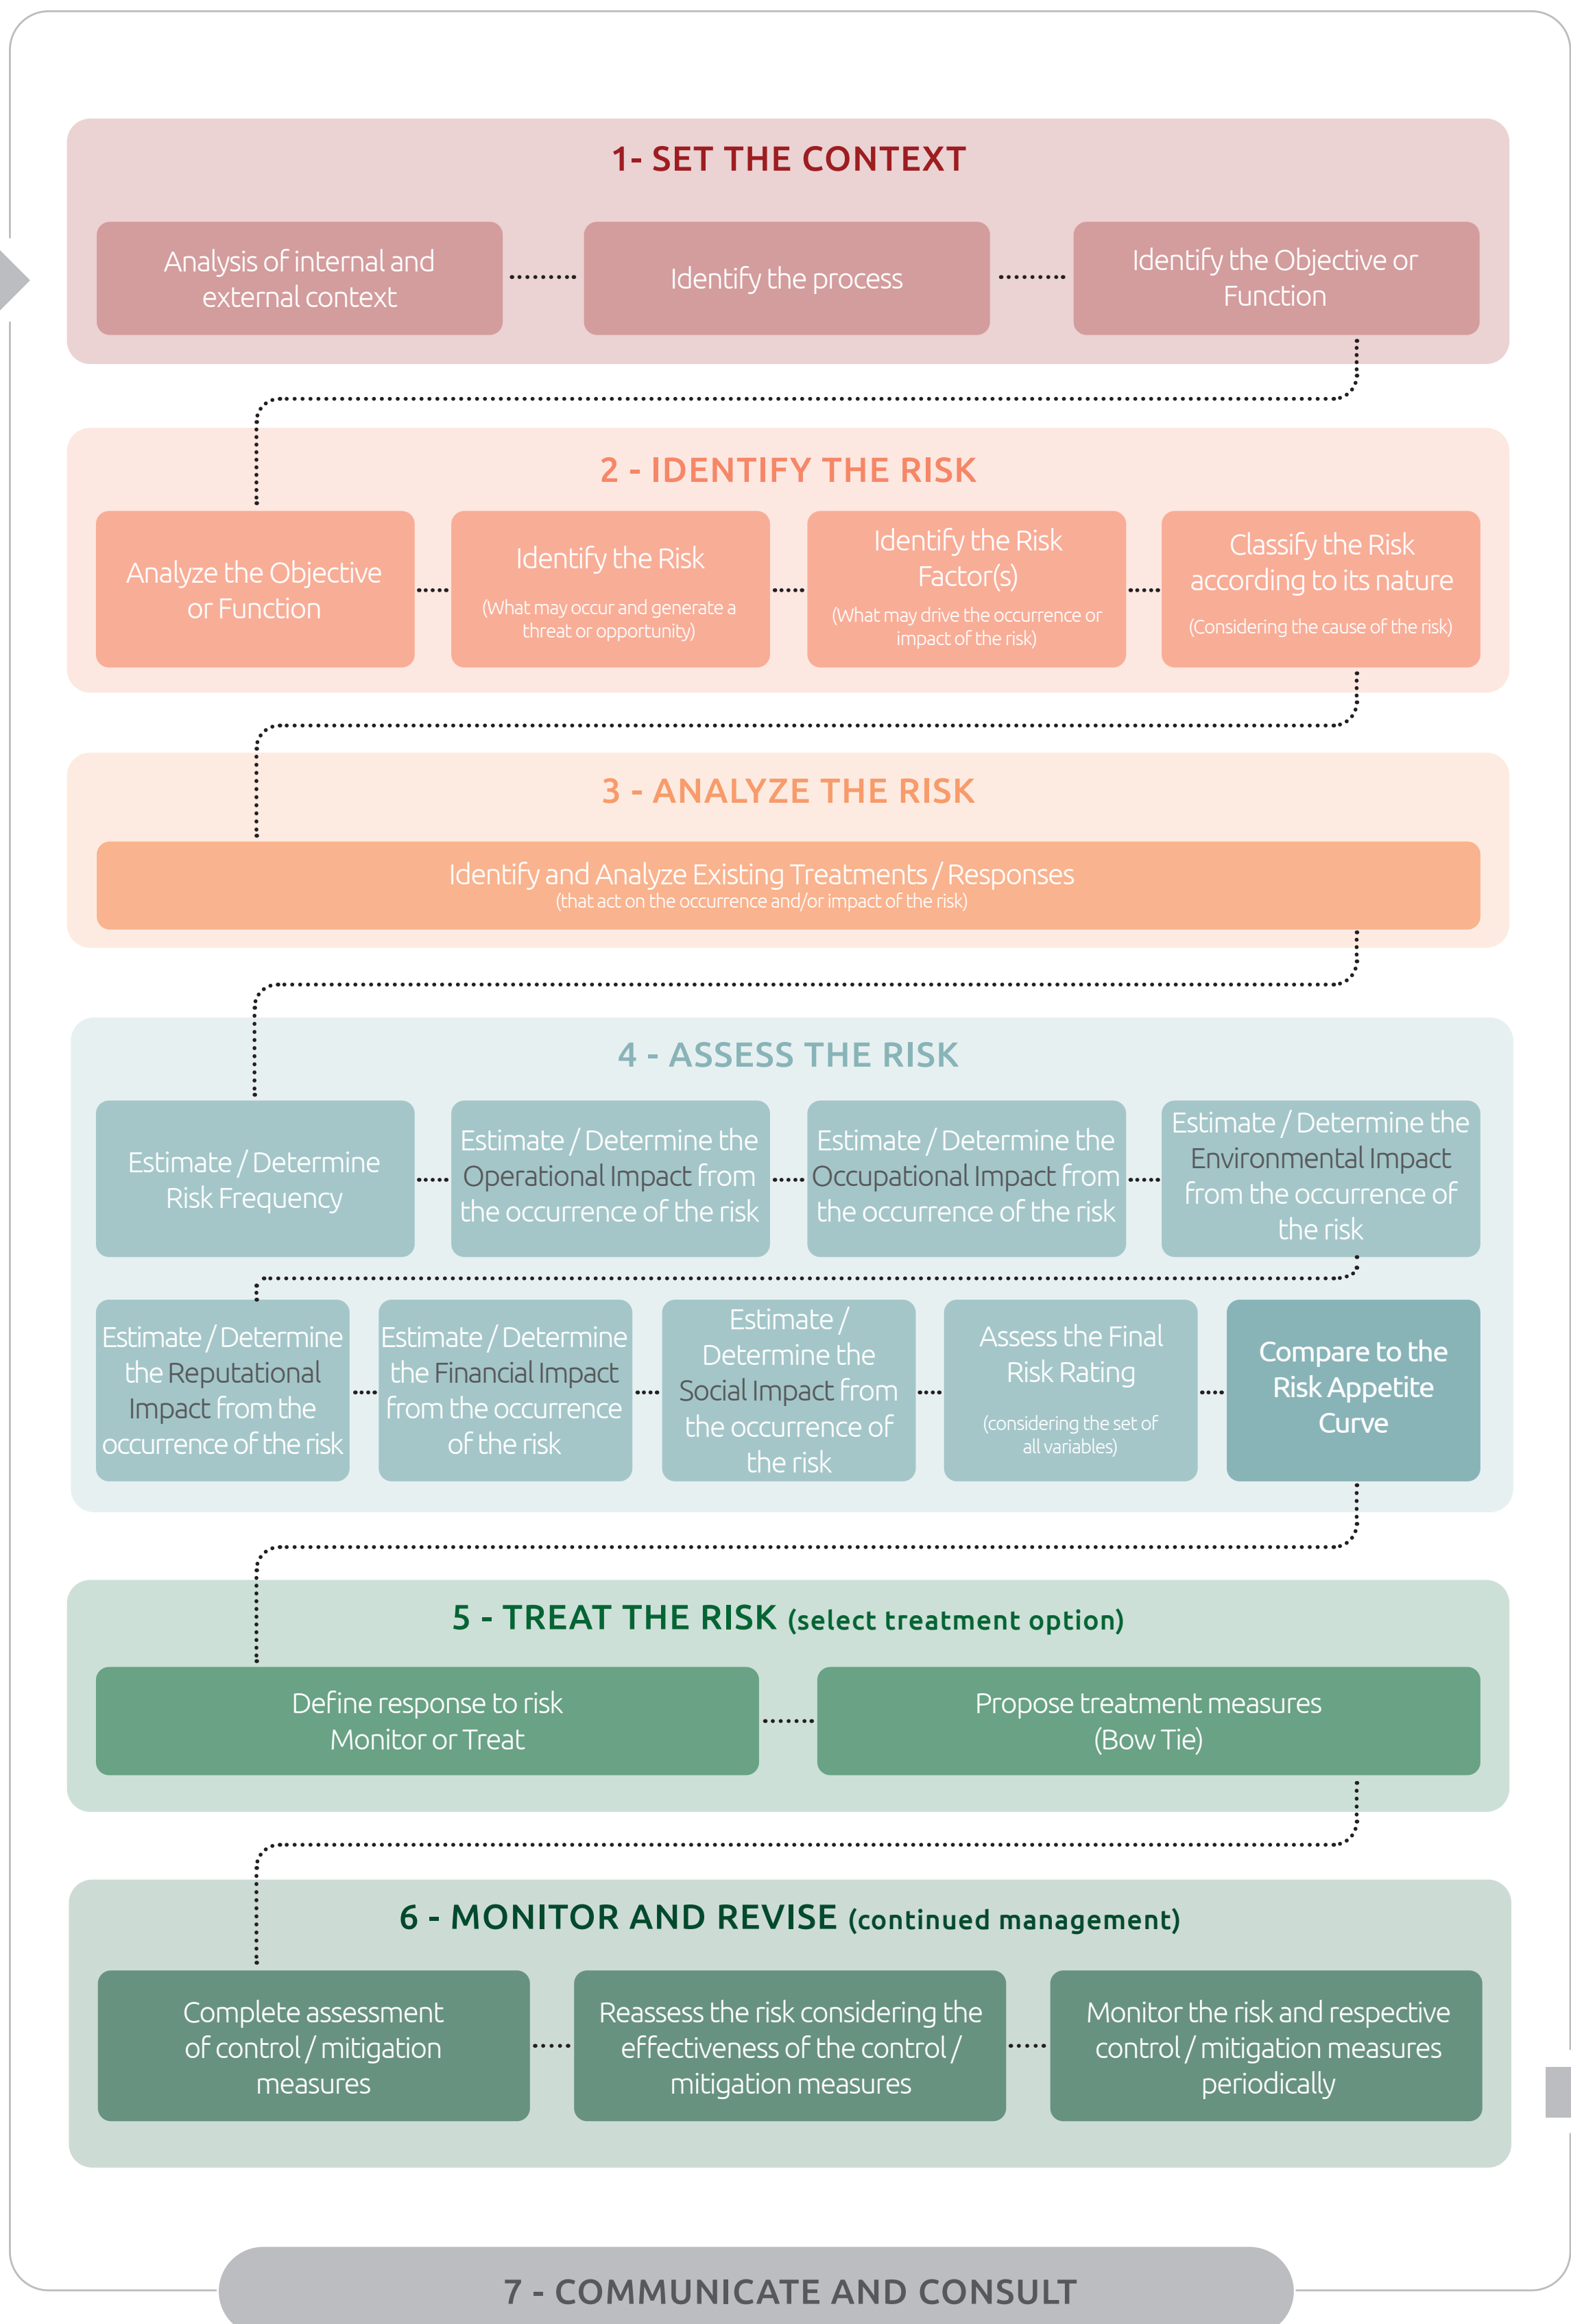 1- SET THE CONTEXT
Analysis of internal and
external context
Identify the process
Identify the Objective or
Function
2 - IDENTIFY THE RISK
Analyze the Objective
or Function
Identify the Risk
(What may occur and generate a
threat or opportunity)
Identify the Risk
Factor(s)
(What may drive the occurrence or
impact of the risk)
Classify the Risk
according to its nature
(Considering the cause of the risk)
3 - ANALYZE THE RISK
Identify and Analyze Existing Treatments / Responses
(that act on the occurrence and/or impact of the risk)
4 - ASSESS THE RISK
Estimate / Determine
Risk Frequency
Estimate / Determine the
Operational Impact from
the occurrence of the risk
Estimate / Determine the
Occupational Impact from
the occurrence of the risk
Estimate / Determine the
Environmental Impact
from the occurrence of
the risk
Estimate / Determine
the Reputational
Impact from the
occurrence of the risk
Estimate / Determine
the Financial Impact
from the occurrence
of the risk
Estimate /
Determine the
Social Impact from
the occurrence of
the risk
Assess the Final
Risk Rating
(considering the set of
all variables)
Compare to the
Risk Appetite
Curve
5 - TREAT THE RISK (select treatment option)
Define response to risk
Monitor or Treat
Propose treatment measures
(Bow Tie)
6 - MONITOR AND REVISE (continued management)
Complete assessment
of control / mitigation
measures
Reassess the risk considering the
effectiveness of the control /
mitigation measures
Monitor the risk and respective
control / mitigation measures
periodically
7 - COMMUNICATE AND CONSULT